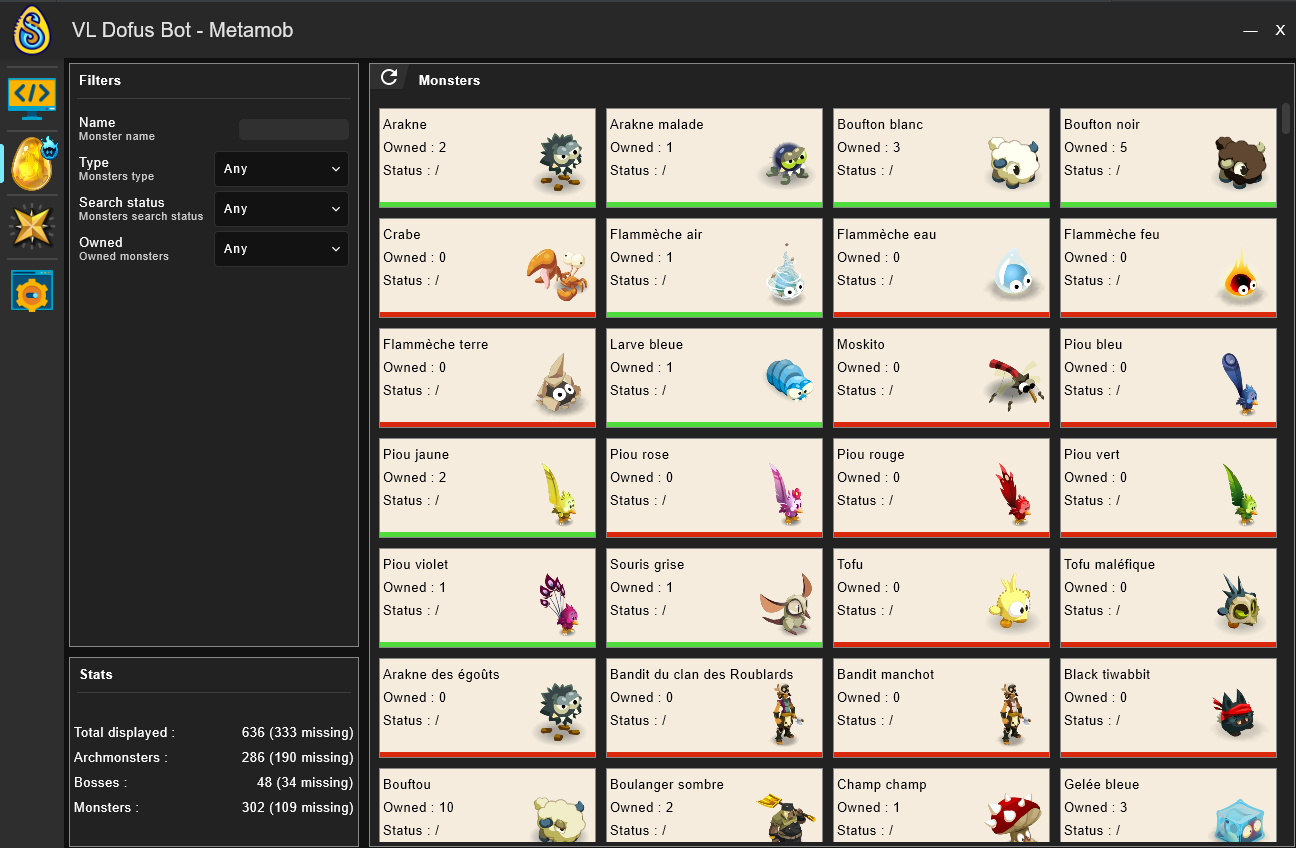 VL Dofus Bot - Metamob
— X
Filters
Name
Monster name
Type
Monsters type
Any
Search status
Monsters search status
Any
Owned
Owned monsters
Any
Stats
Total displayed : 636 (333 missing)
Archmonsters : 286 (190 missing)
Bosses : 48 (34 missing)
Monsters : 302 (109 missing)
Monsters
Arakne
Owned : 2
Status : /
Arakne malade
Owned : 1
Status : /
Boufton blanc
Owned : 3
Status : /
Boufton noir
Owned : 5
Status : /
Crabe
Owned : 0
Status : /
Flammèche air
Owned : 1
Status : /
Flammèche eau
Owned : 0
Status : /
Flammèche feu
Owned : 0
Status : /
Flammèche terre
Owned : 0
Status : /
Larve bleue
Owned : 1
Status : /
Moskito
Owned : 0
Status : /
Piou bleu
Owned : 0
Status : /
Piou jaune
Owned : 2
Status : /
Piou rose
Owned : 0
Status : /
Piou rouge
Owned : 0
Status : /
Piou vert
Owned : 0
Status : /
Piou violet
Owned : 1
Status : /
Souris grise
Owned : 1
Status : /
Tofu
Owned : 0
Status : /
Tofu maléfique
Owned : 0
Status : /
Arakne des égoûts
Owned : 0
Status : /
Bandit du clan des Roublards
Owned : 0
Status : /
Bandit manchot
Owned : 0
Status : /
Black tiwabbit
Owned : 0
Status : /
Bouftou
Owned : 10
Status : /
Boulanger sombre
Owned : 2
Status : /
Champ champ
Owned : 1
Status : /
Gelée bleue
Owned : 3
Status : /